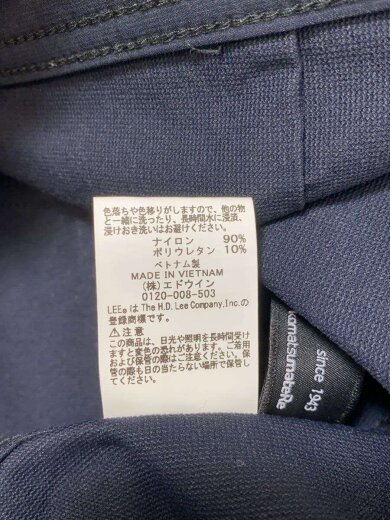 色落ちや色移りがしますので、他の物
と一緒に洗ったり、長時間水に浸漬、
浸けおき洗いはお避けください。
ナイロン 90%
ポリウレタン 10%
ベトナム製
MADE IN VIETNAM
(株)エドウイン
0120-008-503
LEE® は The H.D. Lee Company,Inc.の
登録商標です。
⚠注意
この商品は、日光や照明を長時間受け
ますと変色の恐れがあります。ご着用
および保管の際はご注意ください。保
管の際も日の当たらない場所で保管し
てください。
komatsumatere
since 1943